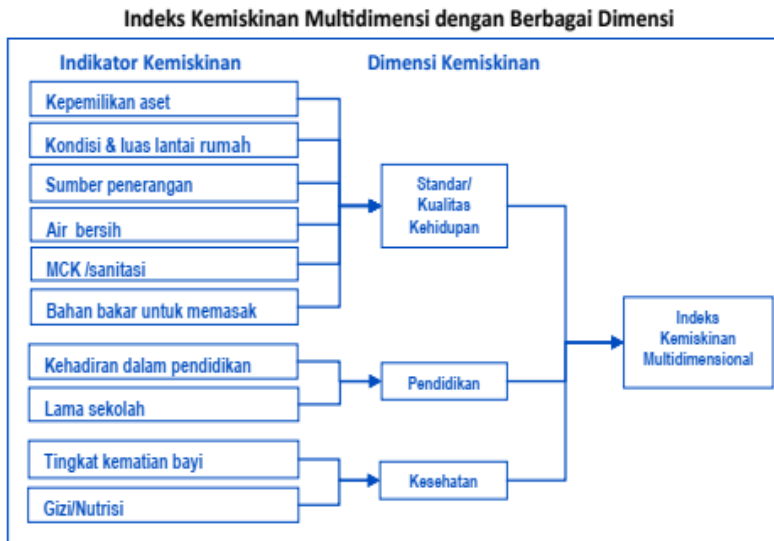 Indeks Kemiskinan Multidimensi dengan Berbagai Dimensi
Indikator Kemiskinan
Dimensi Kemiskinan
Kepemilikan aset
Kondisi & luas lantai rumah
Sumber penerangan
Air bersih
MCK /sanitasi
Bahan bakar untuk memasak
Standar/
Kualitas
Kehidupan
Kehadiran dalam pendidikan
Lama sekolah
Pendidikan
Tingkat kematian bayi
Gizi/Nutrisi
Kesehatan
Indeks
Kemiskinan
Multidimensional